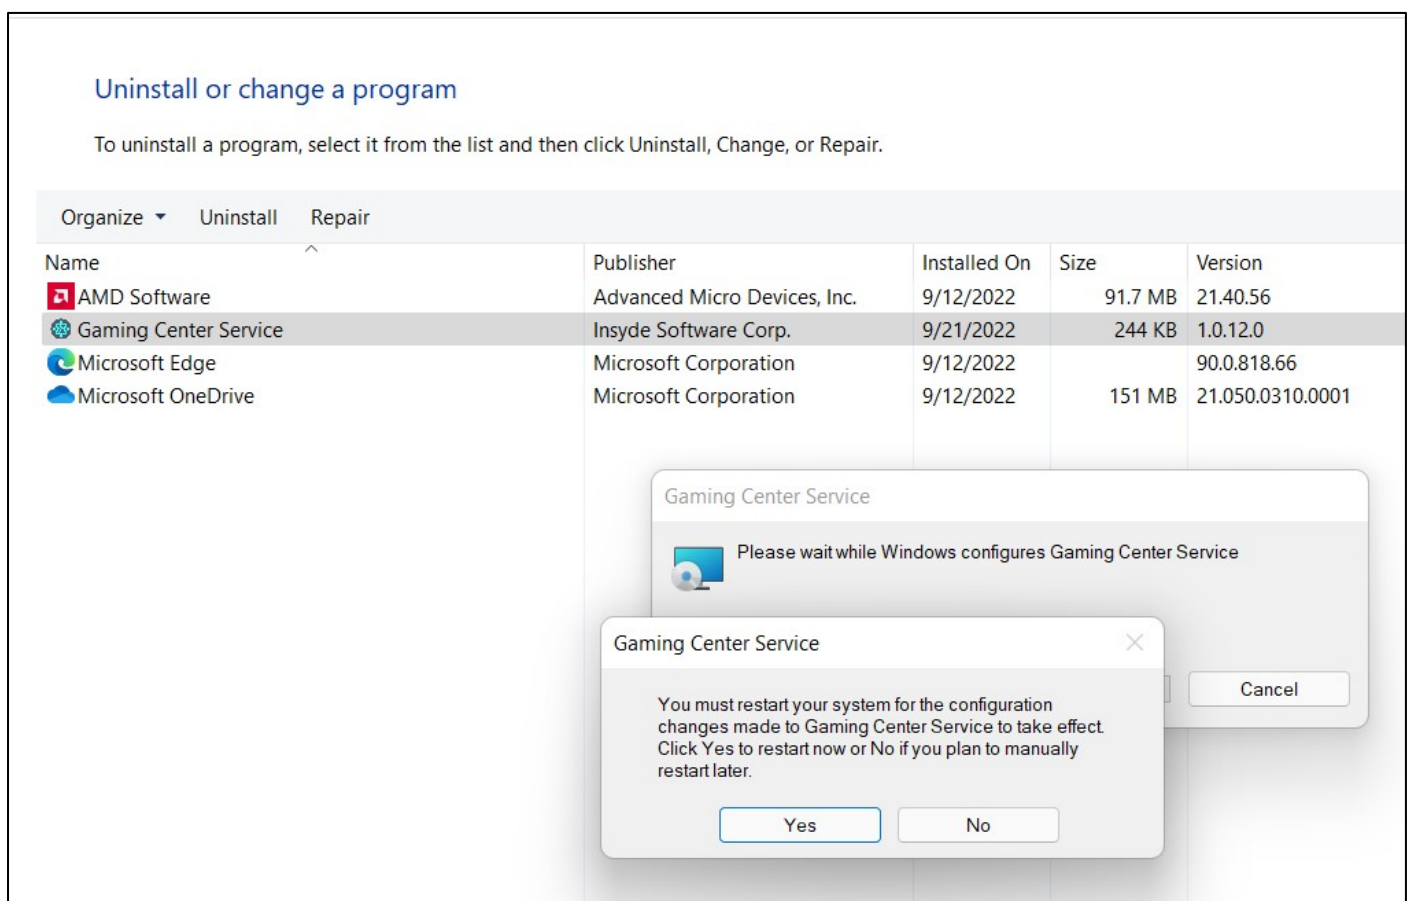 Uninstall or change a program
To uninstall a program, select it from the list and then click Uninstall, Change, or Repair.
Organize Uninstall Repair
Name Publisher Installed On Size Version
AMD Software Advanced Micro Devices, Inc. 9/12/2022 91.7 MB 21.40.56
Gaming Center Service Insyde Software Corp. 9/21/2022 244 KB 1.0.12.0
Microsoft Edge Microsoft Corporation 9/12/2022 90.0.818.66
Microsoft OneDrive Microsoft Corporation 9/12/2022 151 MB 21.050.0310.0001
Gaming Center Service
Please wait while Windows configures Gaming Center Service
Cancel
Gaming Center Service
You must restart your system for the configuration
changes made to Gaming Center Service to take effect.
Click Yes to restart now or No if you plan to manually
restart later.
Yes No